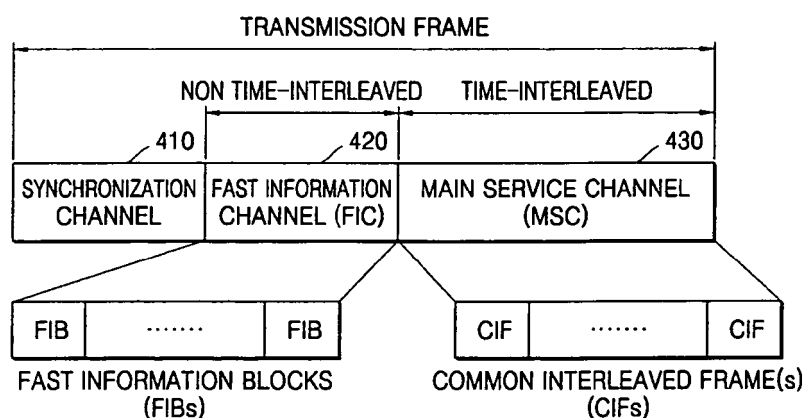 TRANSMISSION FRAME
NON TIME-INTERLEAVED
TIME-INTERLEAVED
410
420
430
SYNCHRONIZATION
CHANNEL
FAST INFORMATION
CHANNEL (FIC)
MAIN SERVICE CHANNEL
(MSC)
FIB
.......
FIB
CIF
.......
CIF
FAST INFORMATION BLOCKS
(FIBs)
COMMON INTERLEAVED FRAME(s)
(CIFs)